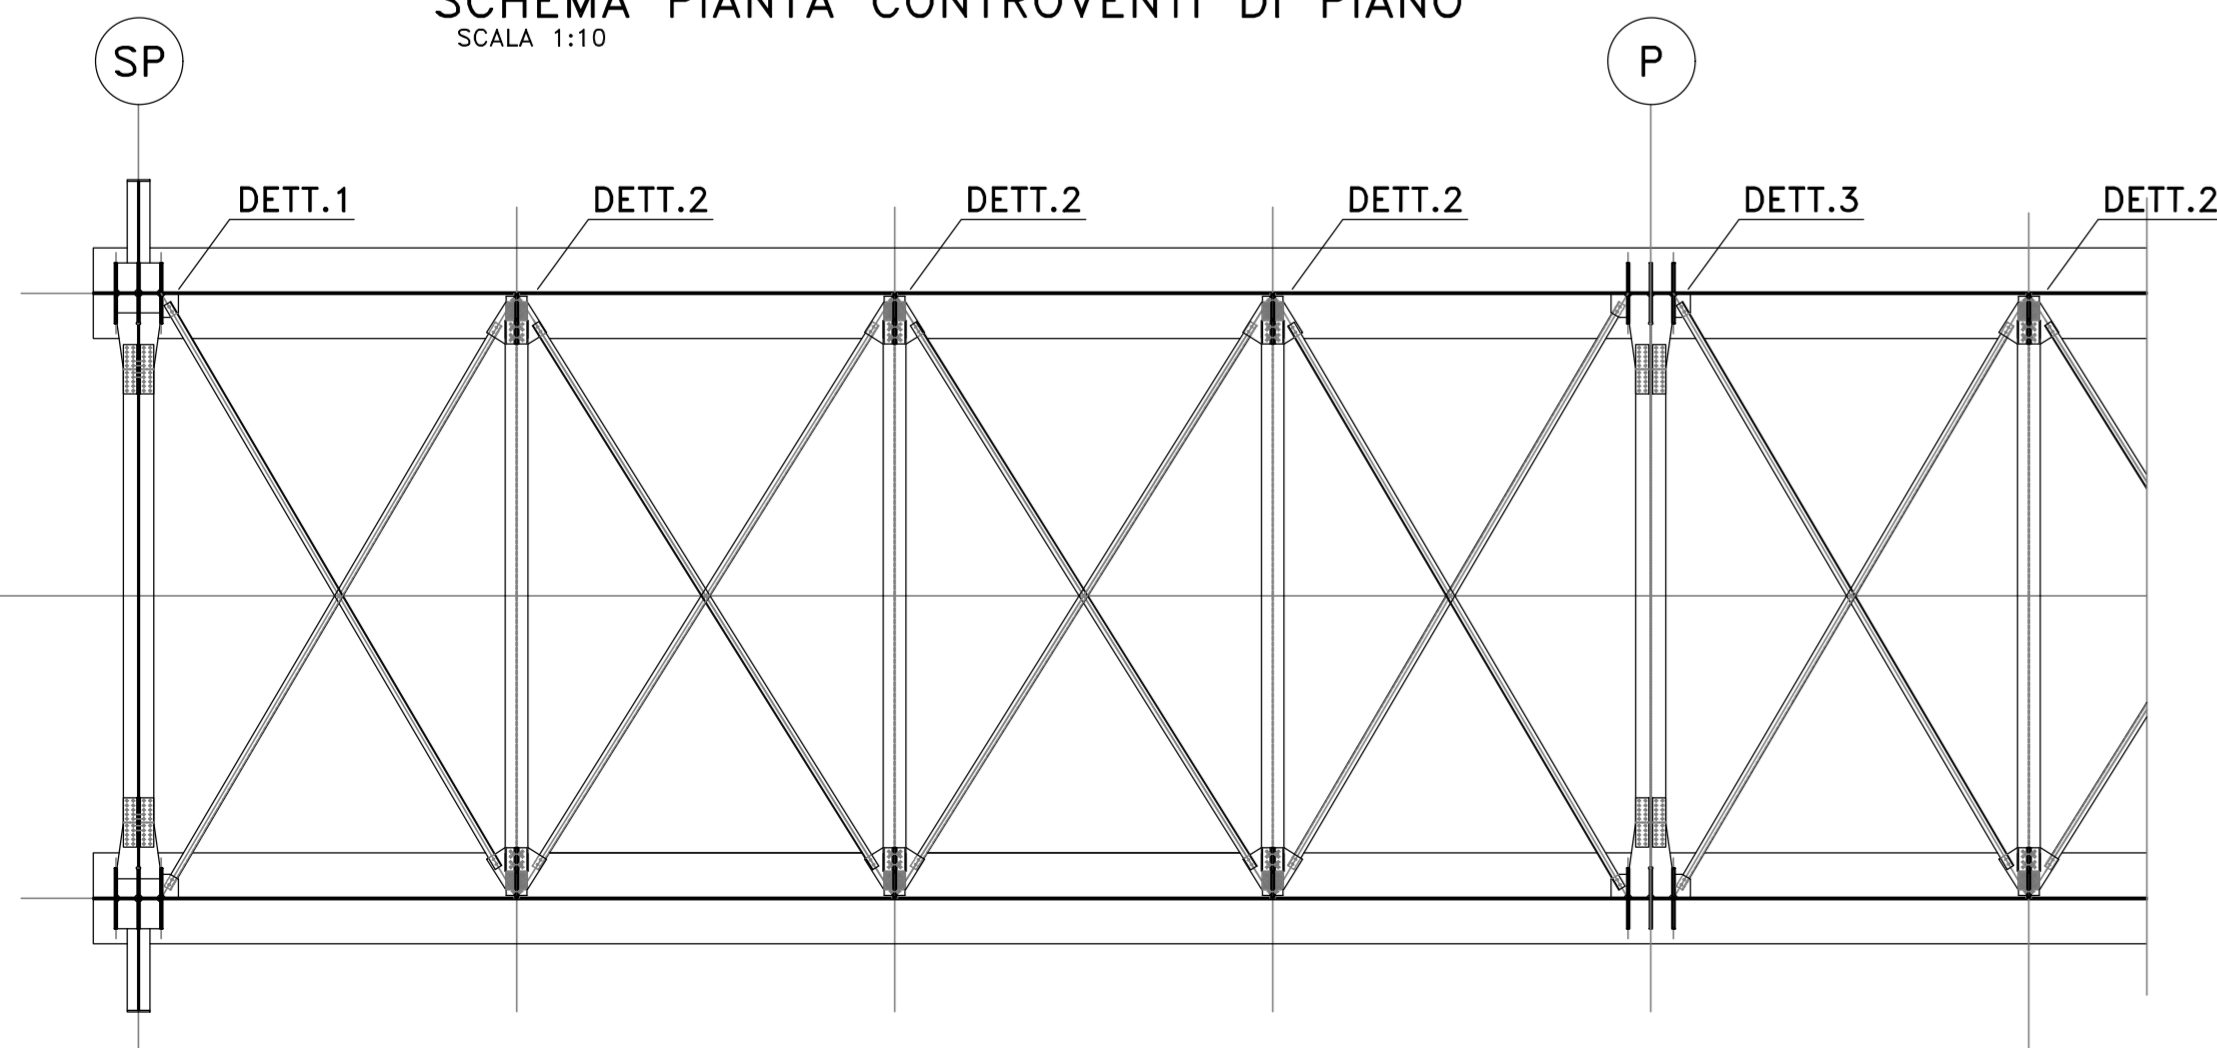 SCHEMA PIANTA CONTROVENTI DI PIANO
SCALA 1:10
SP
P
DETT.1
DETT.2
DETT.2
DETT.2
DETT.3
DETT.2